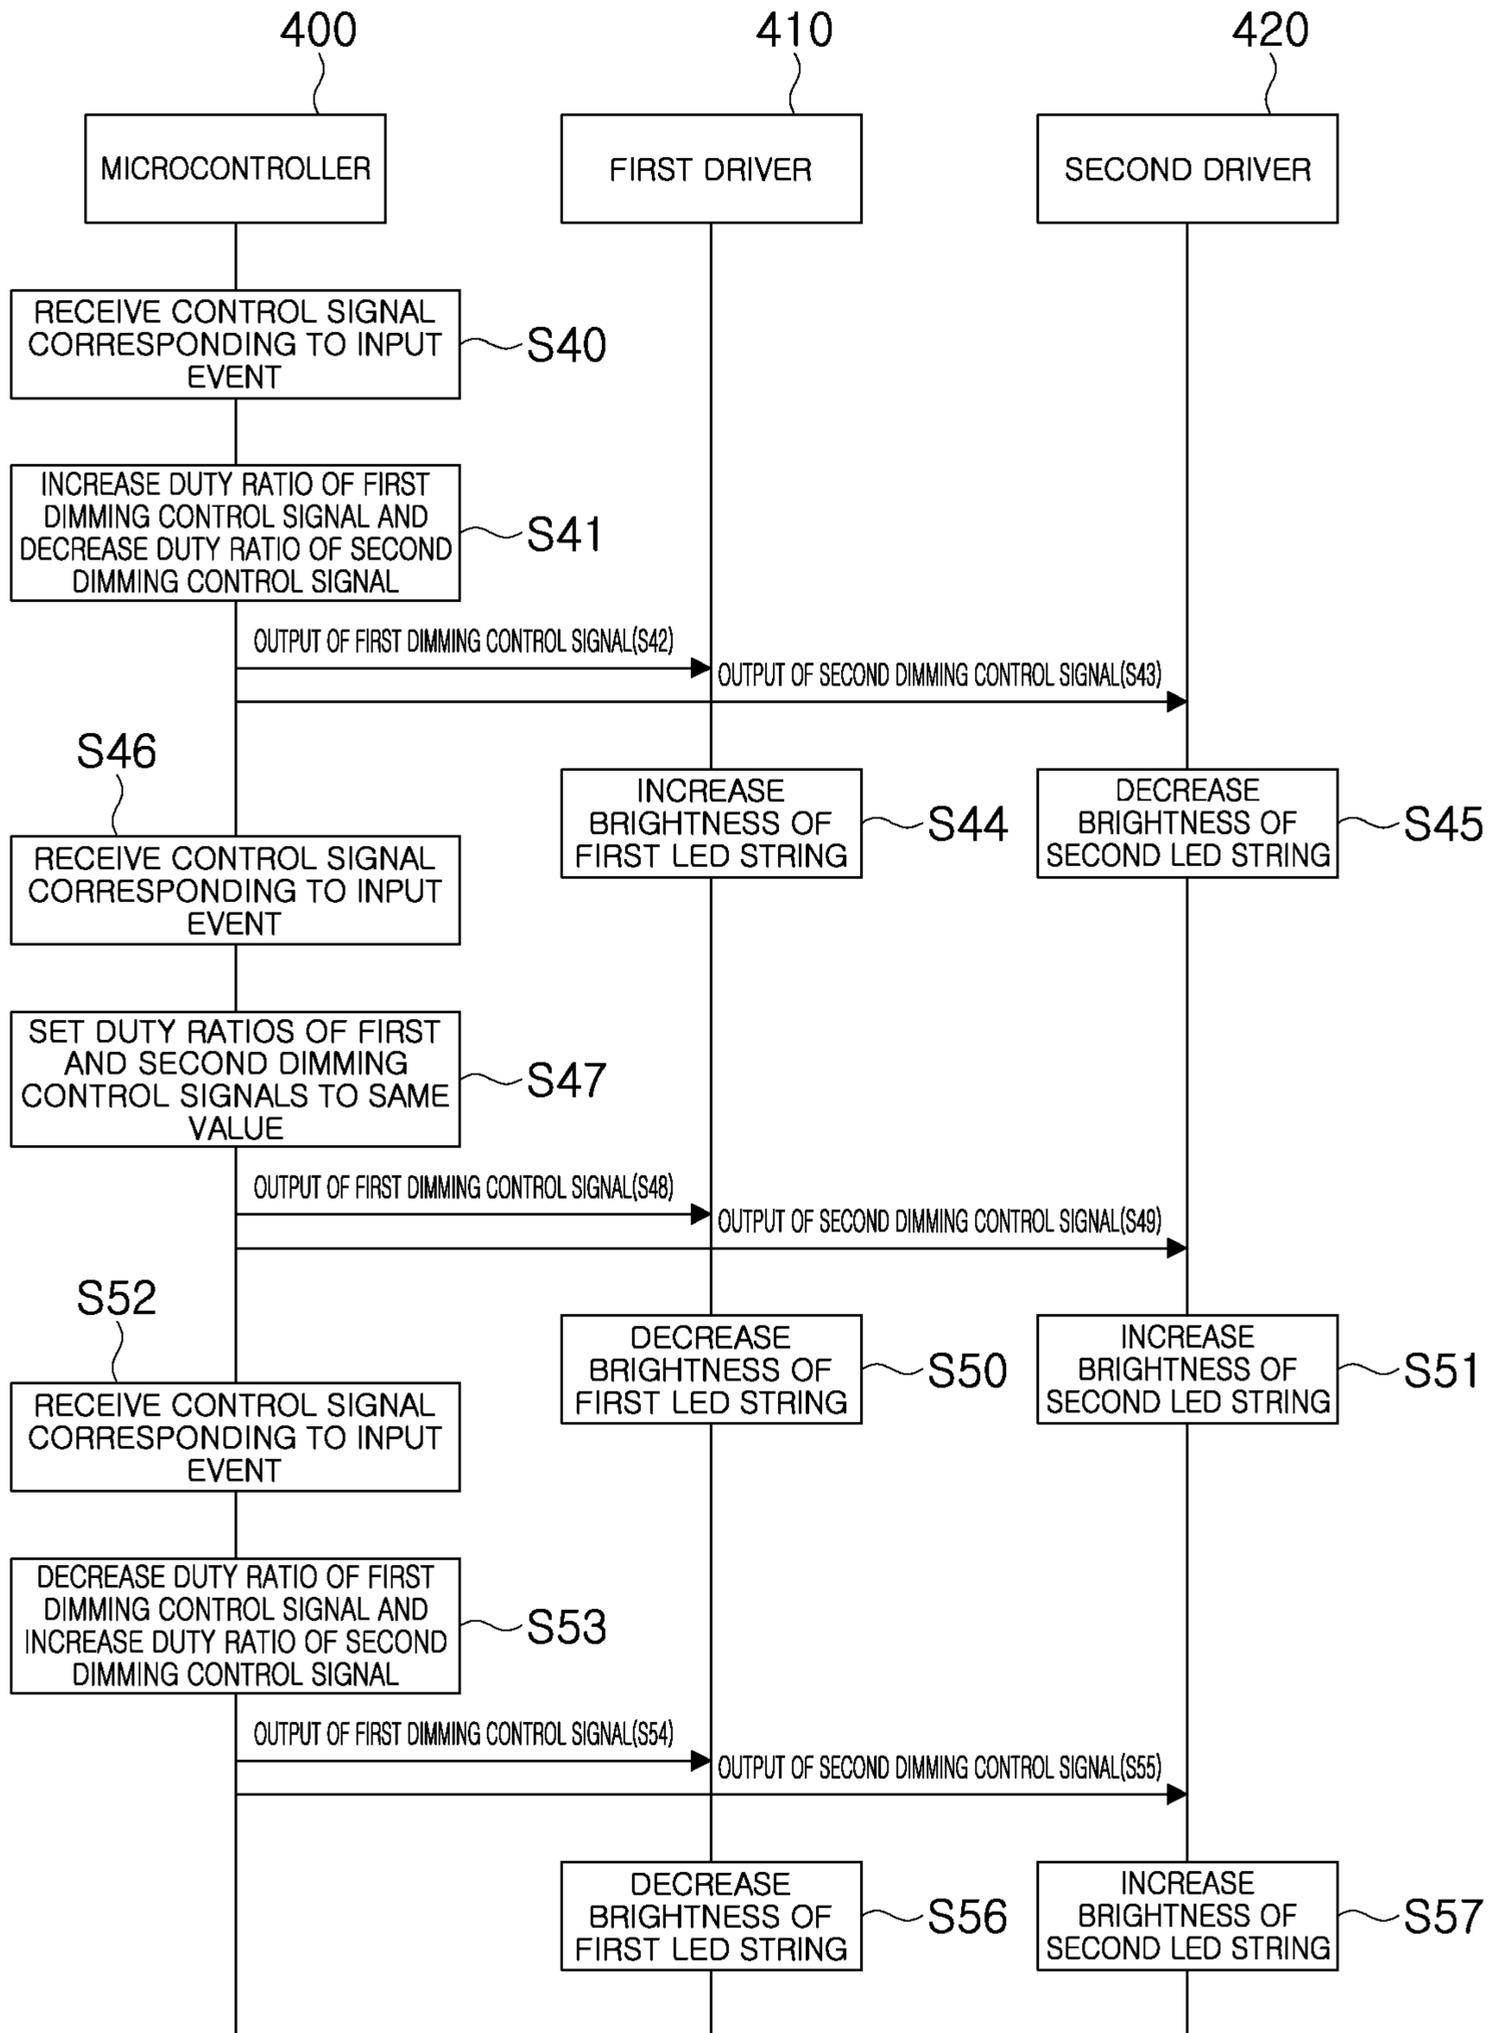 400
410
420
MICROCONTROLLER
FIRST DRIVER
SECOND DRIVER
RECEIVE CONTROL SIGNAL
CORRESPONDING TO INPUT
EVENT
S40
INCREASE DUTY RATIO OF FIRST
DIMMING CONTROL SIGNAL AND
DECREASE DUTY RATIO OF SECOND
DIMMING CONTROL SIGNAL
S41
OUTPUT OF FIRST DIMMING CONTROL SIGNAL(S42)
OUTPUT OF SECOND DIMMING CONTROL SIGNAL(S43)
S46
INCREASE
BRIGHTNESS OF
FIRST LED STRING
S44
DECREASE
BRIGHTNESS OF
SECOND LED STRING
S45
RECEIVE CONTROL SIGNAL
CORRESPONDING TO INPUT
EVENT
SET DUTY RATIOS OF FIRST
AND SECOND DIMMING
CONTROL SIGNALS TO SAME
VALUE
S47
OUTPUT OF FIRST DIMMING CONTROL SIGNAL(S48)
OUTPUT OF SECOND DIMMING CONTROL SIGNAL(S49)
S52
DECREASE
BRIGHTNESS OF
FIRST LED STRING
S50
INCREASE
BRIGHTNESS OF
SECOND LED STRING
S51
RECEIVE CONTROL SIGNAL
CORRESPONDING TO INPUT
EVENT
DECREASE DUTY RATIO OF FIRST
DIMMING CONTROL SIGNAL AND
INCREASE DUTY RATIO OF SECOND
DIMMING CONTROL SIGNAL
S53
OUTPUT OF FIRST DIMMING CONTROL SIGNAL(S54)
OUTPUT OF SECOND DIMMING CONTROL SIGNAL(S55)
DECREASE
BRIGHTNESS OF
FIRST LED STRING
S56
INCREASE
BRIGHTNESS OF
SECOND LED STRING
S57